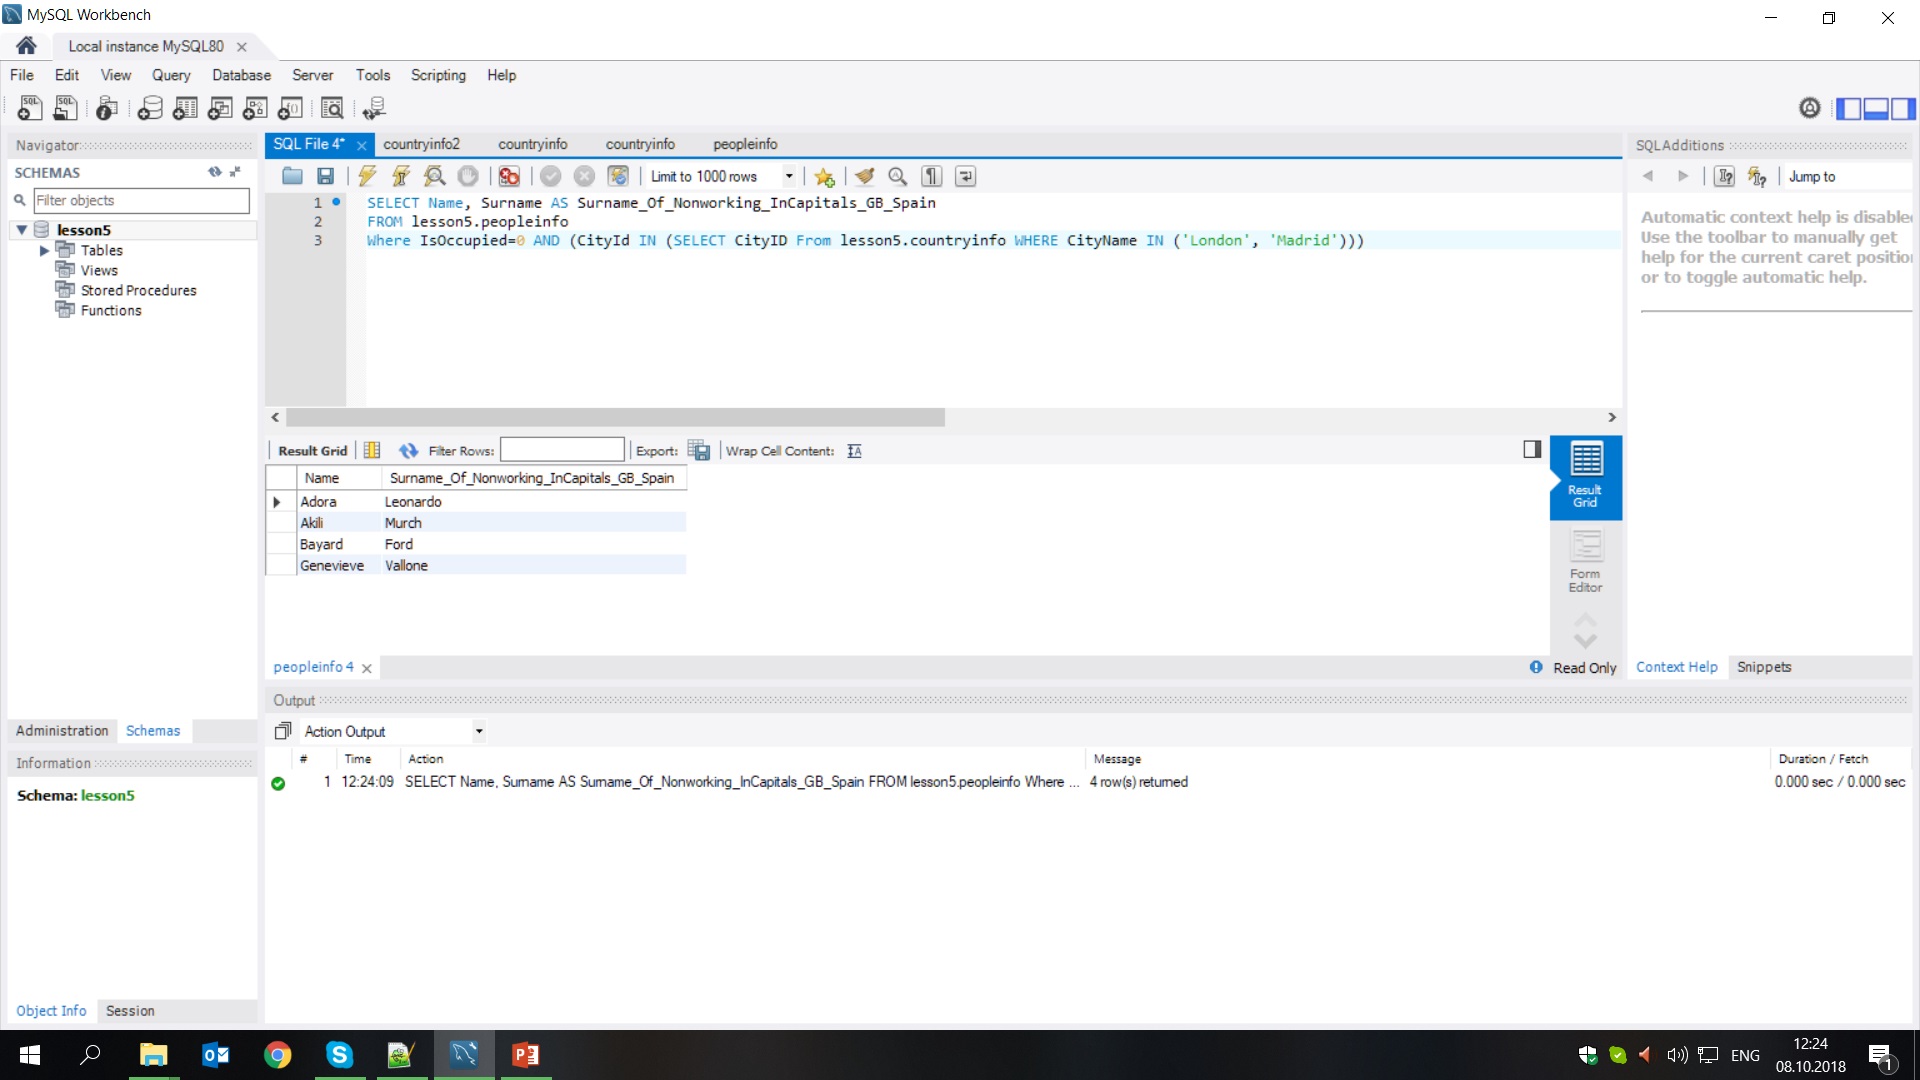 MySQL Workbench
Local instance MySQL80
File Edit View Query Database Server Tools Scripting Help
Navigator
SCHEMAS
Filter objects
lesson5
Tables
Views
Stored Procedures
Functions
Administration Schemas
Information
Schema: lesson5
Object Info Session
SQL File 4* countryinfo2 countryinfo countryinfo peopleinfo
Limit to 1000 rows
1 SELECT Name, Surname AS Surname_Of_Nonworking_InCapitals_GB_Spain
2 FROM lesson5.peopleinfo
3 Where IsOccupied=0 AND (CityId IN (SELECT CityID From lesson5.countryinfo WHERE CityName IN ('London', 'Madrid')))
Result Grid Filter Rows: Export: Wrap Cell Content:
Name Surname_Of_Nonworking_InCapitals_GB_Spain
Adora Leonardo
Akili Murch
Bayard Ford
Genevieve Vallone
Result
Grid
Form
Editor
peopleinfo 4
Read Only
SQLAdditions
Jump to
Automatic context help is disabled
Use the toolbar to manually get
help for the current caret position
or to toggle automatic help.
Context Help Snippets
Output
Action Output
# Time Action Message Duration / Fetch
1 12:24:09 SELECT Name, Surname AS Surname_Of_Nonworking_InCapitals_GB_Spain FROM lesson5.peopleinfo Where ... 4 row(s) returned 0.000 sec / 0.000 sec
ENG
12:24
08.10.2018
1